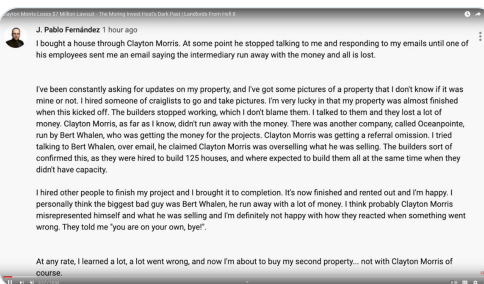 Clayton Morris Loses $7 Million Lawsuit - The Morning Invest Host's Dark Past | Landlords From Hell 8
J. Pablo Fernández 1 hour ago
I bought a house through Clayton Morris. At some point he stopped talking to me and responding to my emails until one of
his employees sent me an email saying the intermediary run away with the money and all is lost.
I've been constantly asking for updates on my property, and I've got some pictures of a property that I don't know if it was
mine or not. I hired someone of craiglists to go and take pictures. I'm very lucky in that my property was almost finished
when this kicked off. The builders stopped working, which I don't blame them. I talked to them and they lost a lot of
money. Clayton Morris, as far as I know, didn't run away with the money. There was another company, called Oceanpointe,
run by Bert Whalen, who was getting the money for the projects. Clayton Morris was getting a referral omission. I tried
talking to Bert Whalen, over email, he claimed Clayton Morris was overselling what he was selling. The builders sort of
confirmed this, as they were hired to build 125 houses, and where expected to build them all at the same time when they
didn't have capacity.
I hired other people to finish my project and I brought it to completion. It's now finished and rented out and I'm happy. I
personally think the biggest bad guy was Bert Whalen, he run away with a lot of money. I think probably Clayton Morris
misrepresented himself and what he was selling and I'm definitely not happy with how they reacted when something went
wrong. They told me "you are on your own, bye!".
At any rate, I learned a lot, a lot went wrong, and now I'm about to buy my second property... not with Clayton Morris of
course.